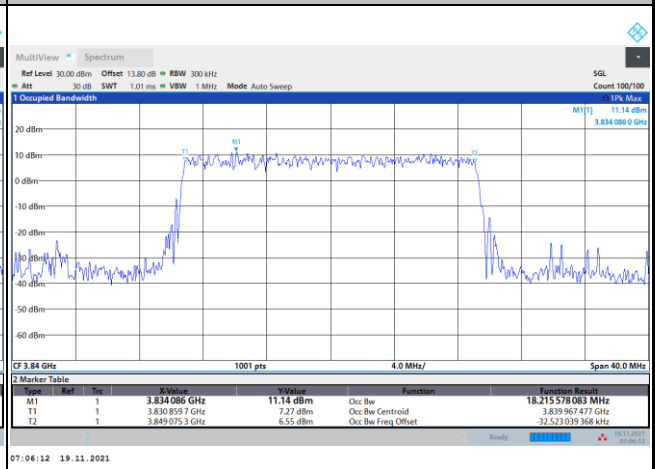 MultiView Spectrum
Ref Level 30.00 dBm Offset 13.80 dB RBW 300 kHz SGL
Att 30 dB SWT 1.01 ms VBW 1 MHz Mode Auto Sweep Count 100/100
1 Occupied Bandwidth 1Pk Max
M1[1] 11.14 dBm
3.834 086 0 GHz
20 dBm
M1
10 dBm T1 T2
0 dBm
-10 dBm
-20 dBm
-30 dBm
-40 dBm
-50 dBm
-60 dBm
CF 3.84 GHz 1001 pts 4.0 MHz/ Span 40.0 MHz
2 Marker Table
Type Ref Trc X-Value Y-Value Function Function Result
M1 1 3.834 086 GHz 11.14 dBm Occ Bw 18.215 578 083 MHz
T1 1 3.830 859 7 GHz 7.27 dBm Occ Bw Centroid 3.839 967 477 GHz
T2 1 3.849 075 3 GHz 6.55 dBm Occ Bw Freq Offset -32.523 039 368 kHz
Ready 19.11.2021
07:06:12
07:06:12 19.11.2021